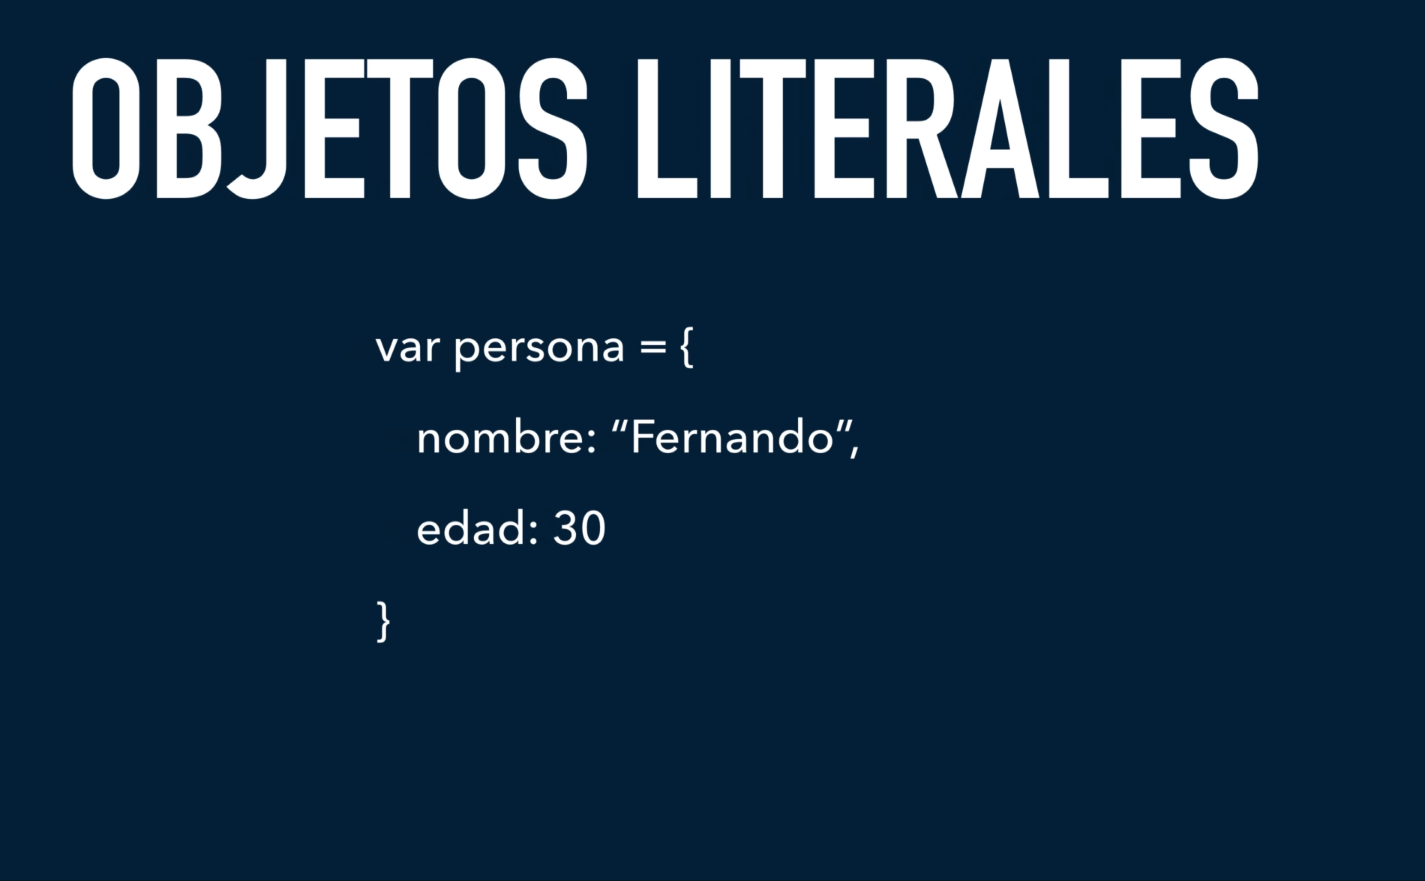 OBJETOS LITERALES
var persona = {
nombre: “Fernando”,
edad: 30
}